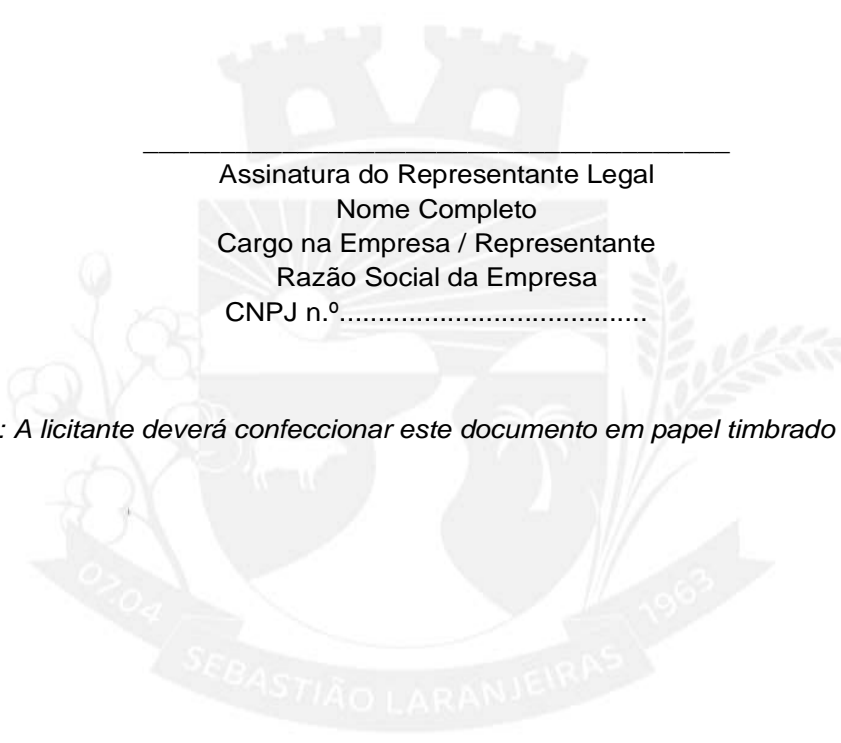 ______________________________________
Assinatura do Representante Legal
Nome Completo
Cargo na Empresa / Representante
Razão Social da Empresa
CNPJ n.º........................................
: A licitante deverá confeccionar este documento em papel timbrado
07.04
1963
SEBASTIÃO LARANJEIRAS